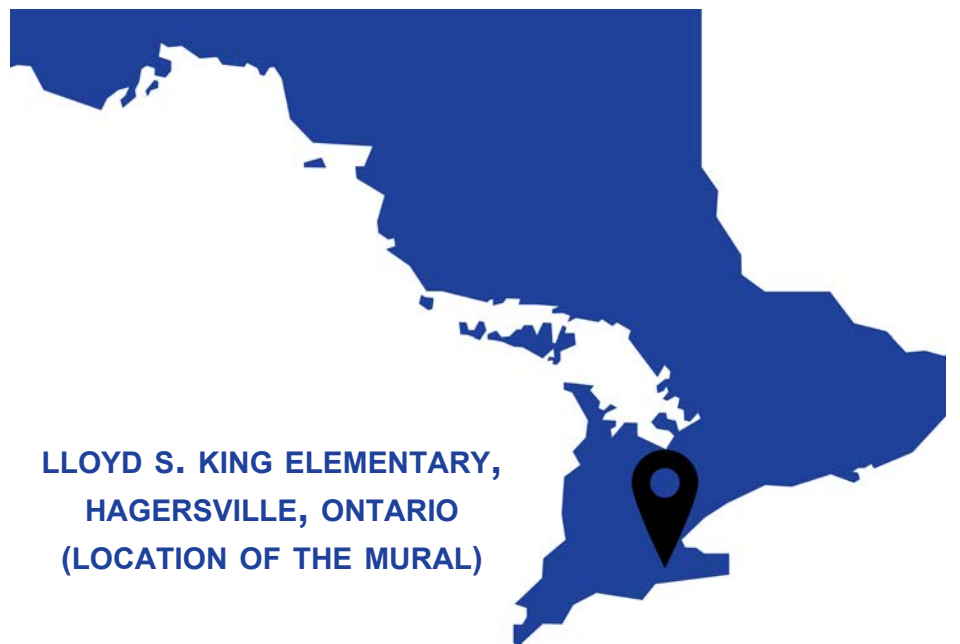 LLOYD S. KING ELEMENTARY,
HAGERSVILLE, ONTARIO
(LOCATION OF THE MURAL)